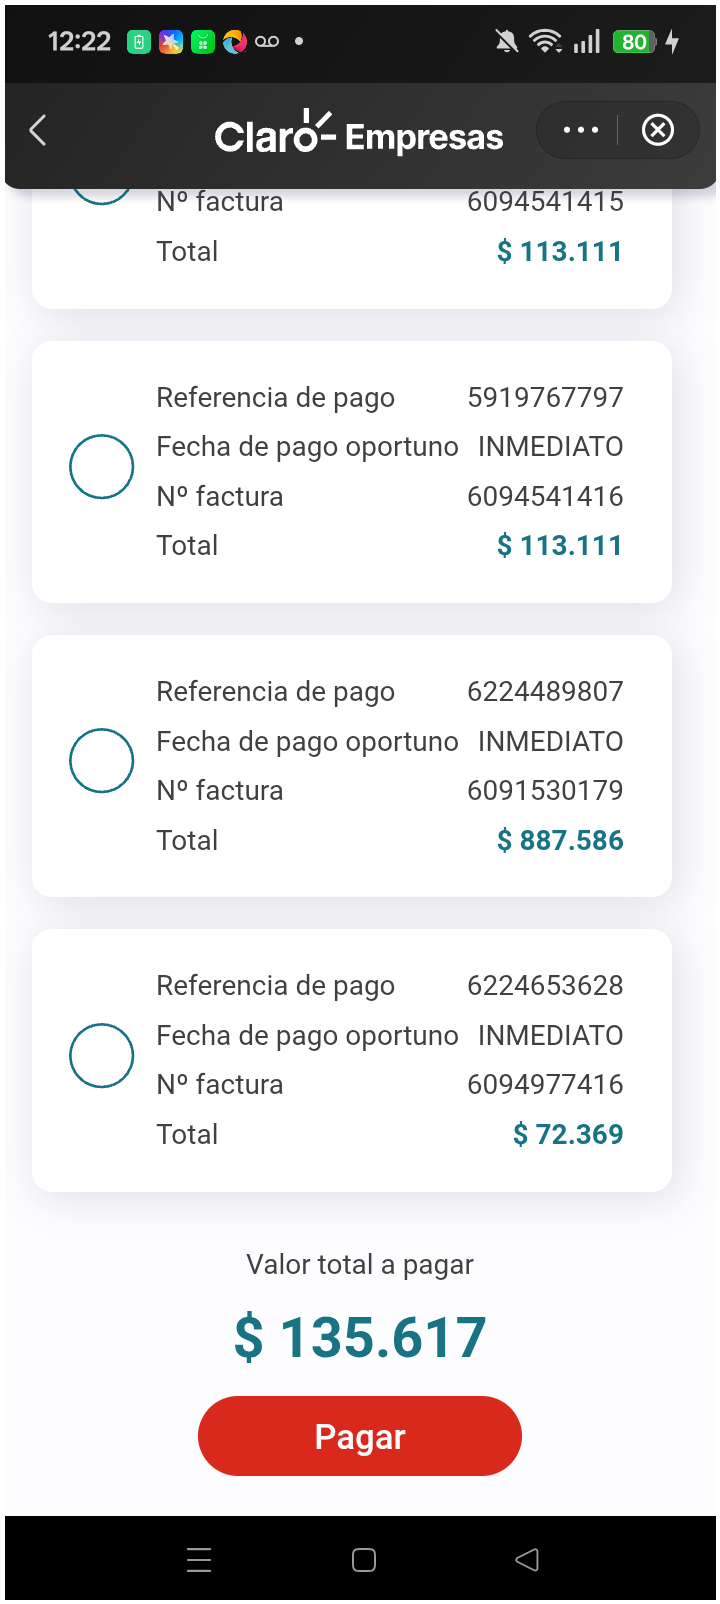 12:22
80
Claro- Empresas
Nº factura 6094541415
Total $ 113.111
Referencia de pago 5919767797
Fecha de pago oportuno INMEDIATO
Nº factura 6094541416
Total $ 113.111
Referencia de pago 6224489807
Fecha de pago oportuno INMEDIATO
Nº factura 6091530179
Total $ 887.586
Referencia de pago 6224653628
Fecha de pago oportuno INMEDIATO
Nº factura 6094977416
Total $ 72.369
Valor total a pagar
$ 135.617
Pagar